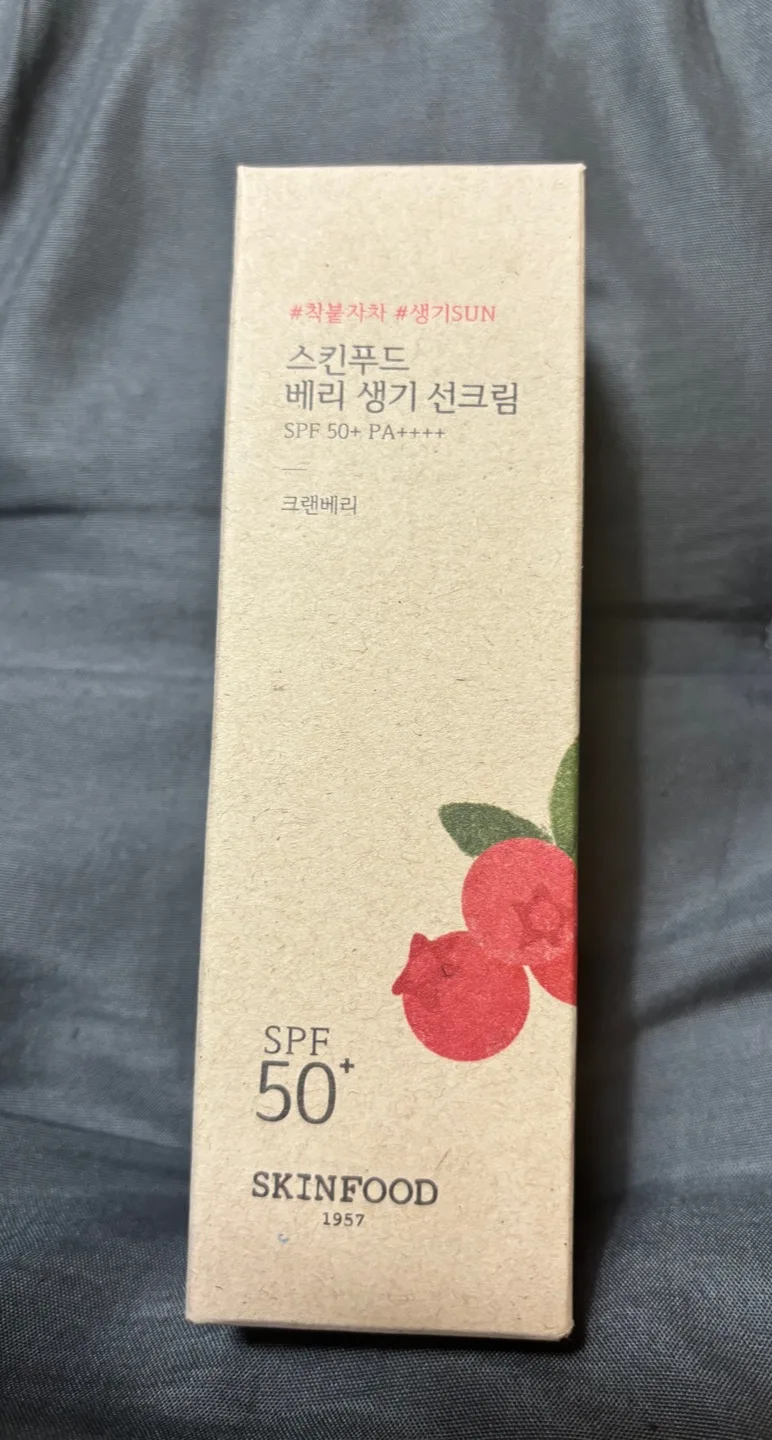 #착붙자차 #생기SUN
스킨푸드
베리 생기 선크림
SPF 50+ PA++++
크랜베리
SPF
50+
SKINFOOD
1957